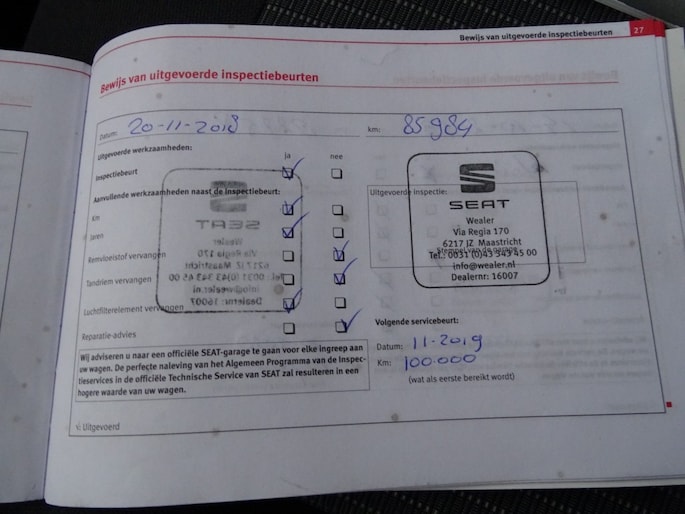 Bewijs van uitgevoerde inspectiebeurten 27
Bewijs van uitgevoerde inspectiebeurten
Datum: 20-11-2018 km: 85984
Uitgevoerde werkzaamheden:
ja nee
Inspectiebeurt
Aanvullende werkzaamheden naast de inspectiebeurt:
Km
Jaren
Remvloeistof vervangen
Tandriem vervangen
Luchtfilterelement vervangen
Reparatie-advies
Wij adviseren u naar een officiële SEAT-garage te gaan voor elke ingreep aan
uw wagen. De perfecte naleving van het Algemeen Programma van de Inspec-
tieservices in de officiële Technische Service van SEAT zal resulteren in een
hogere waarde van uw wagen.
√: Uitgevoerd
Uitgevoerde inspectie:
SEAT
Wealer
Via Regia 170
6217 JZ Maastricht
Stempel van de garage
Tel.: 0031 (0)43 343 45 00
info@wealer.nl
Dealernr: 16007
Volgende servicebeurt:
Datum: 11-2019
Km: 100.000
(wat als eerste bereikt wordt)